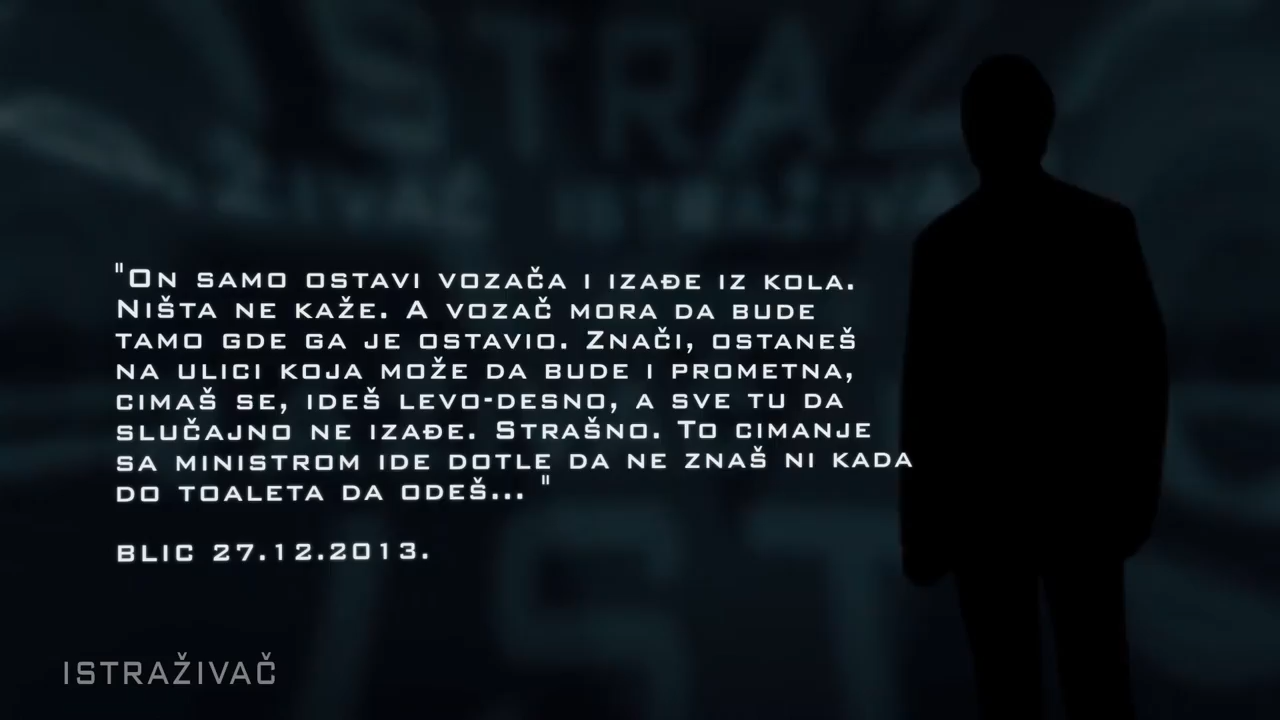 STRAŽ
"ON SAMO OSTAVI VOZAČA I IZAĐE IZ KOLA.
NIŠTA NE KAŽE. A VOZAČ MORA DA BUDE
TAMO GDE GA JE OSTAVIO. ZNAČI, OSTANEŠ
NA ULICI KOJA MOŽE DA BUDE I PROMETNA,
CIMAŠ SE, IDEŠ LEVO-DESNO, A SVE TU DA
SLUČAJNO NE IZAĐE. STRAŠNO. TO CIMANJE
SA MINISTROM IDE DOTLE DA NE ZNAŠ NI KADA
DO TOALETA DA ODEŠ... "
BLIC 27.12.2013.
ISTRAŽIVAČ